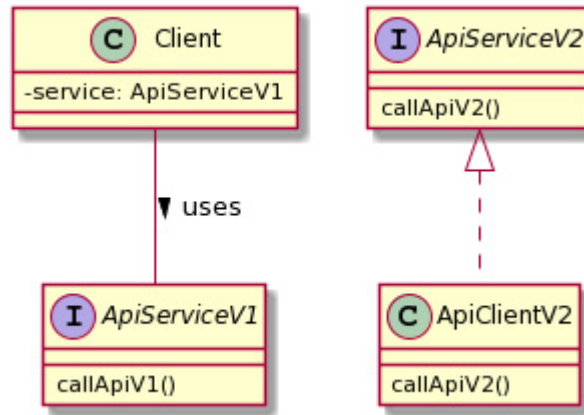 C Client
-service: ApiServiceV1
I ApiServiceV2
callApiV2()
uses
I ApiServiceV1
callApiV1()
C ApiClientV2
callApiV2()